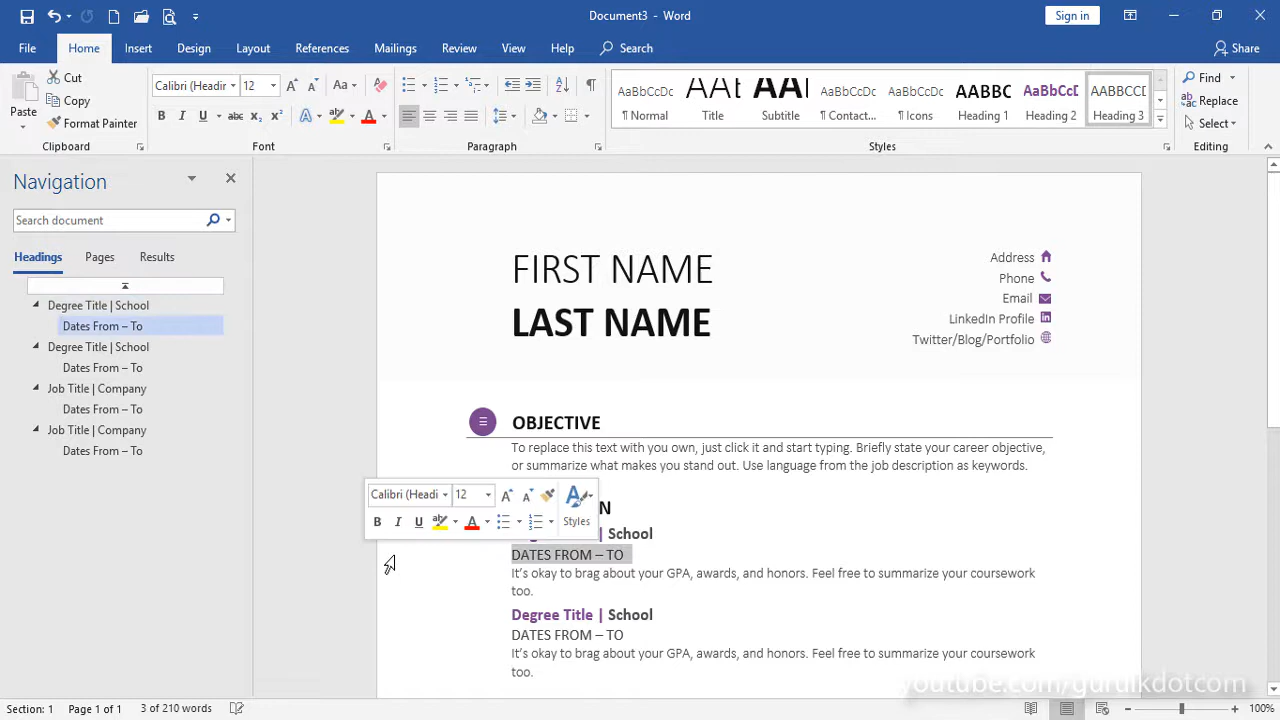 Document3 - Word
Sign in
File Home Insert Design Layout References Mailings Review View Help Search Share
Paste
Cut
Copy
Format Painter
Calibri (Headir 12
Aa
B I U abc X₂ X²
A
AaBbCcDc
¶ Normal
AAI
Title
AAI
Subtitle
AaBbCcDc
¶ Contact...
AaBbCcDc
¶ Icons
AABBC
Heading 1
AaBbCcD
Heading 2
AABBCCD
Heading 3
Find
Replace
Select
Clipboard Font Paragraph Styles Editing
Navigation
Search document
Headings Pages Results
Degree Title | School
Dates From – To
Degree Title | School
Dates From – To
Job Title | Company
Dates From – To
Job Title | Company
Dates From – To
FIRST NAME
LAST NAME
Address
Phone
Email
LinkedIn Profile
Twitter/Blog/Portfolio
OBJECTIVE
To replace this text with you own, just click it and start typing. Briefly state your career objective,
or summarize what makes you stand out. Use language from the job description as keywords.
Calibri (Headi 12
B I U
Styles
N
School
DATES FROM – TO
It's okay to brag about your GPA, awards, and honors. Feel free to summarize your coursework
too.
Degree Title | School
DATES FROM – TO
It's okay to brag about your GPA, awards, and honors. Feel free to summarize your coursework
too.
youtube.com/gurulkdotcom
Section: 1 Page 1 of 1 3 of 210 words 100%